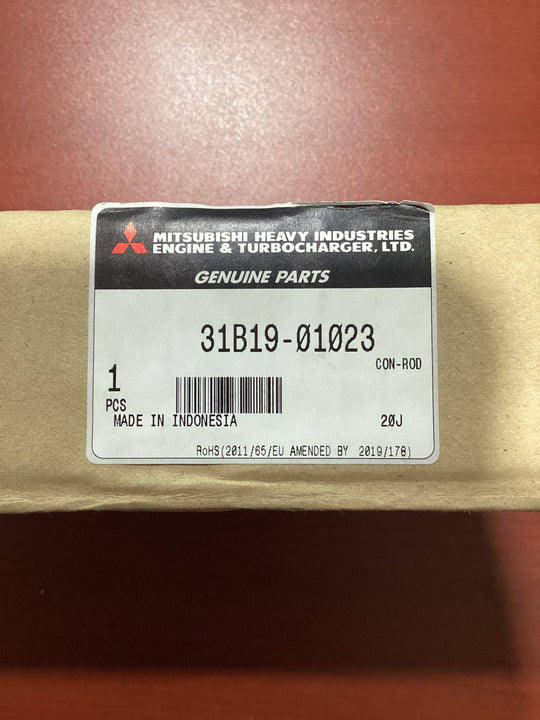 MITSUBISHI HEAVY INDUSTRIES
ENGINE & TURBOCHARGER, LTD.
GENUINE PARTS
31B19-01023
CON-ROD
1
PCS
MADE IN INDONESIA
20J
RoHS(2011/65/EU AMENDED BY 2019/178)